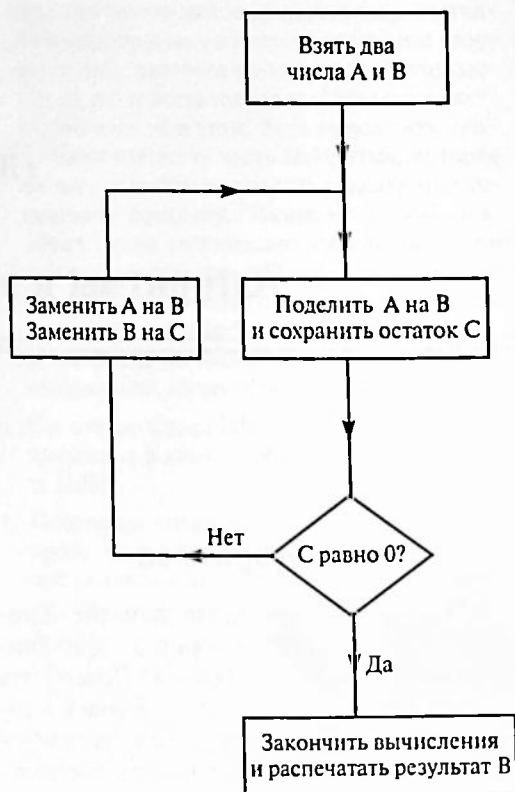 Взять два
числа A и B
Заменить A на B
Заменить B на C
Поделить A на B
и сохранить остаток C
Нет
C равно 0?
Да
Закончить вычисления
и распечатать результат B